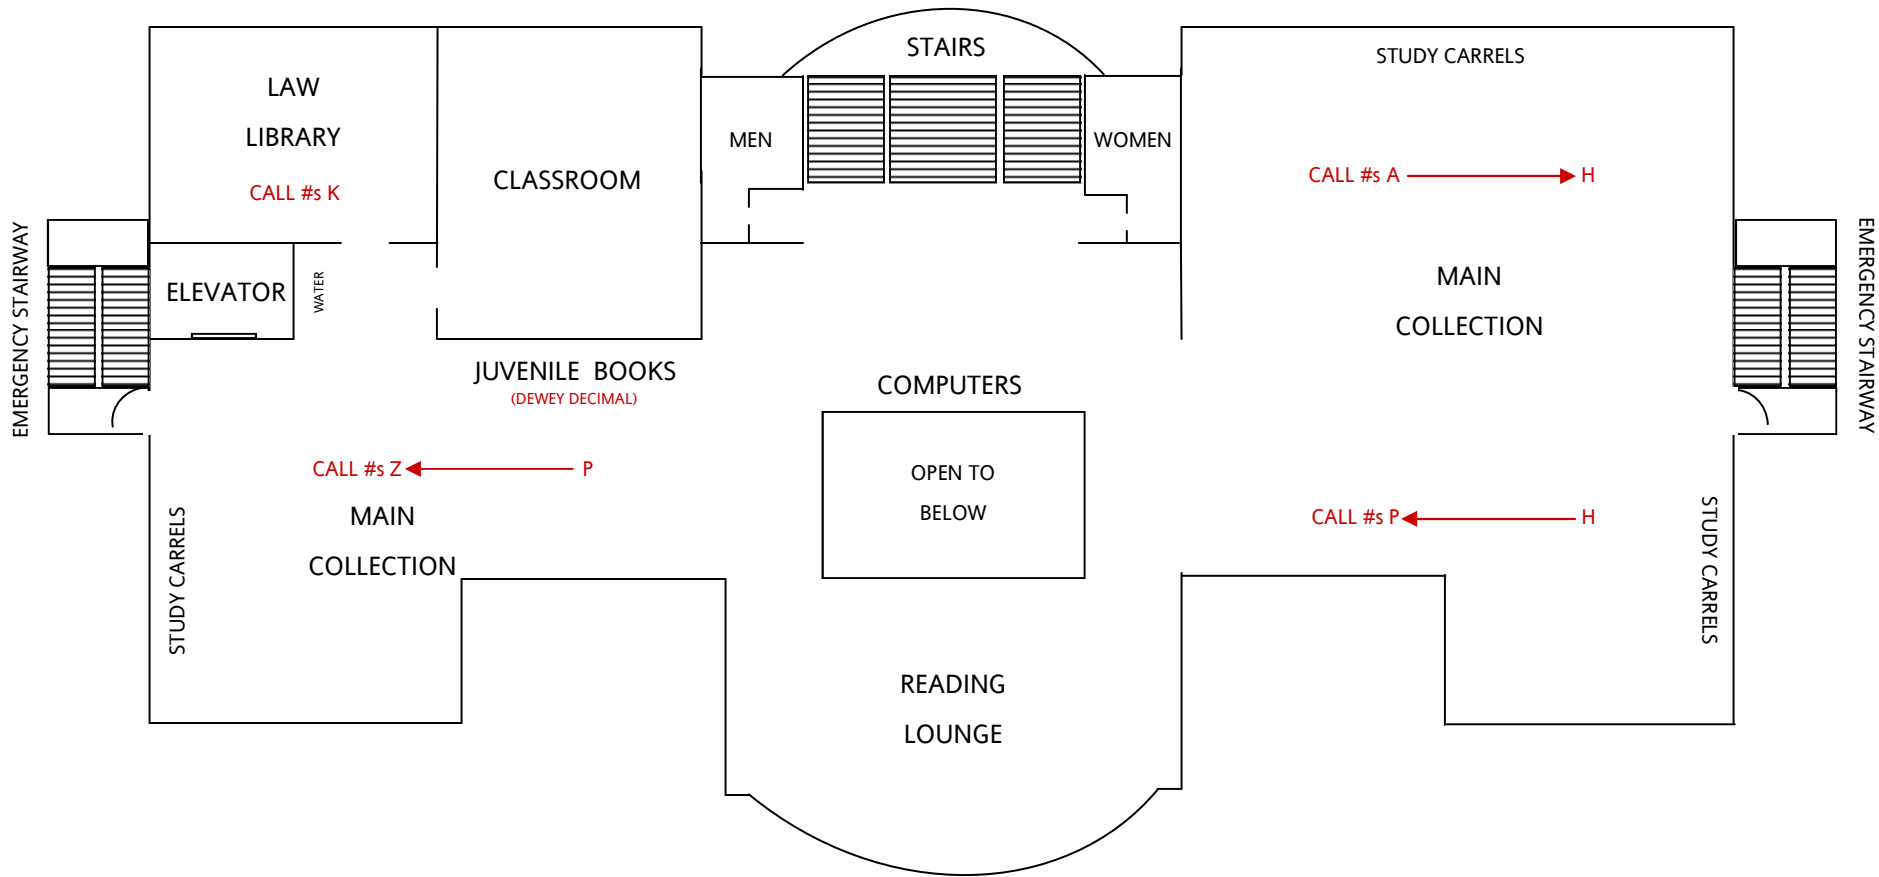 STAIRS
STUDY CARRELS
LAW
LIBRARY
CALL #s K
CLASSROOM
MEN
WOMEN
CALL #s A H
EMERGENCY STAIRWAY
ELEVATOR
WATER
MAIN
COLLECTION
EMERGENCY STAIRWAY
JUVENILE BOOKS
(DEWEY DECIMAL)
COMPUTERS
CALL #s Z P
OPEN TO
BELOW
CALL #s P H
MAIN
COLLECTION
STUDY CARRELS
STUDY CARRELS
READING
LOUNGE